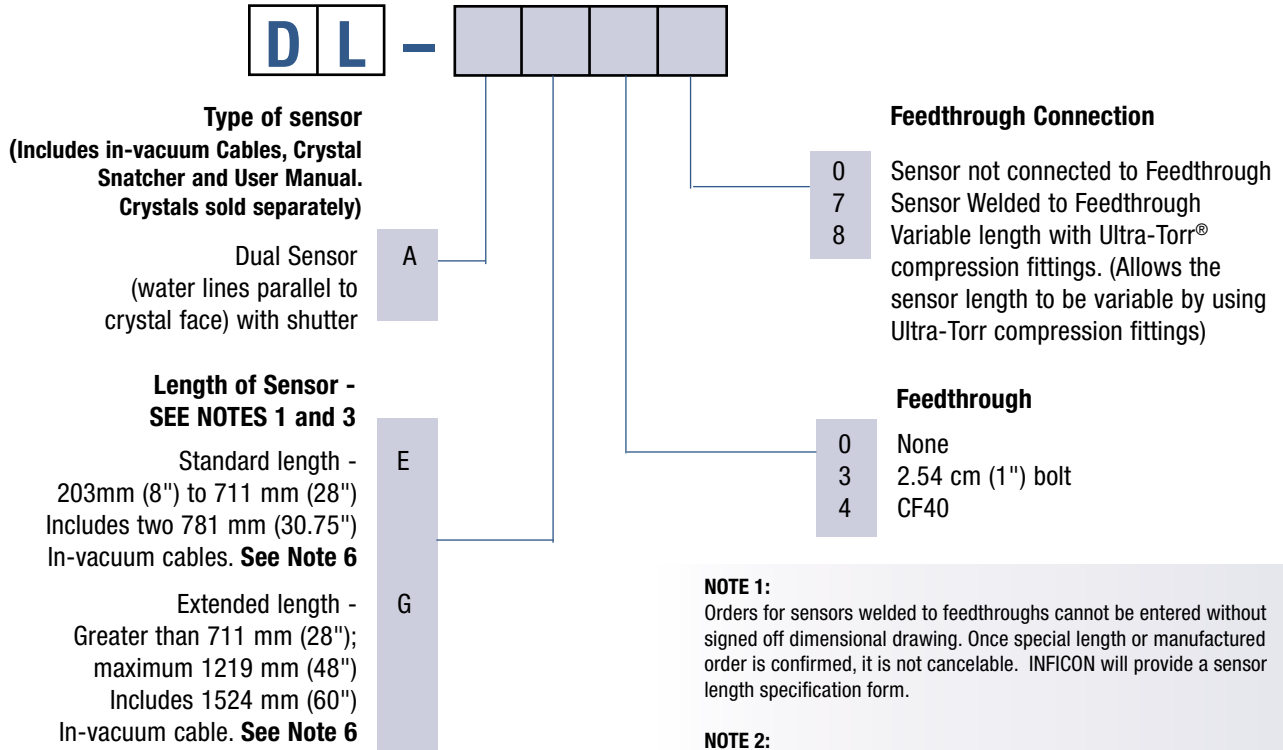 DL -
Type of sensor
(Includes in-vacuum Cables, Crystal
Snatcher and User Manual.
Crystals sold separately)
Dual Sensor A
(water lines parallel to
crystal face) with shutter
Length of Sensor -
SEE NOTES 1 and 3
Standard length - E
203mm (8") to 711 mm (28")
Includes two 781 mm (30.75")
In-vacuum cables. See Note 6
Extended length - G
Greater than 711 mm (28");
maximum 1219 mm (48")
Includes 1524 mm (60")
In-vacuum cable. See Note 6
Feedthrough Connection
0 Sensor not connected to Feedthrough
7 Sensor Welded to Feedthrough
8 Variable length with Ultra-Torr®
compression fittings. (Allows the
sensor length to be variable by using
Ultra-Torr compression fittings)
Feedthrough
0 None
3 2.54 cm (1") bolt
4 CF40
NOTE 1:
Orders for sensors welded to feedthroughs cannot be entered without
signed off dimensional drawing. Once special length or manufactured
order is confirmed, it is not cancelable. INFICON will provide a sensor
length specification form.
NOTE 2: